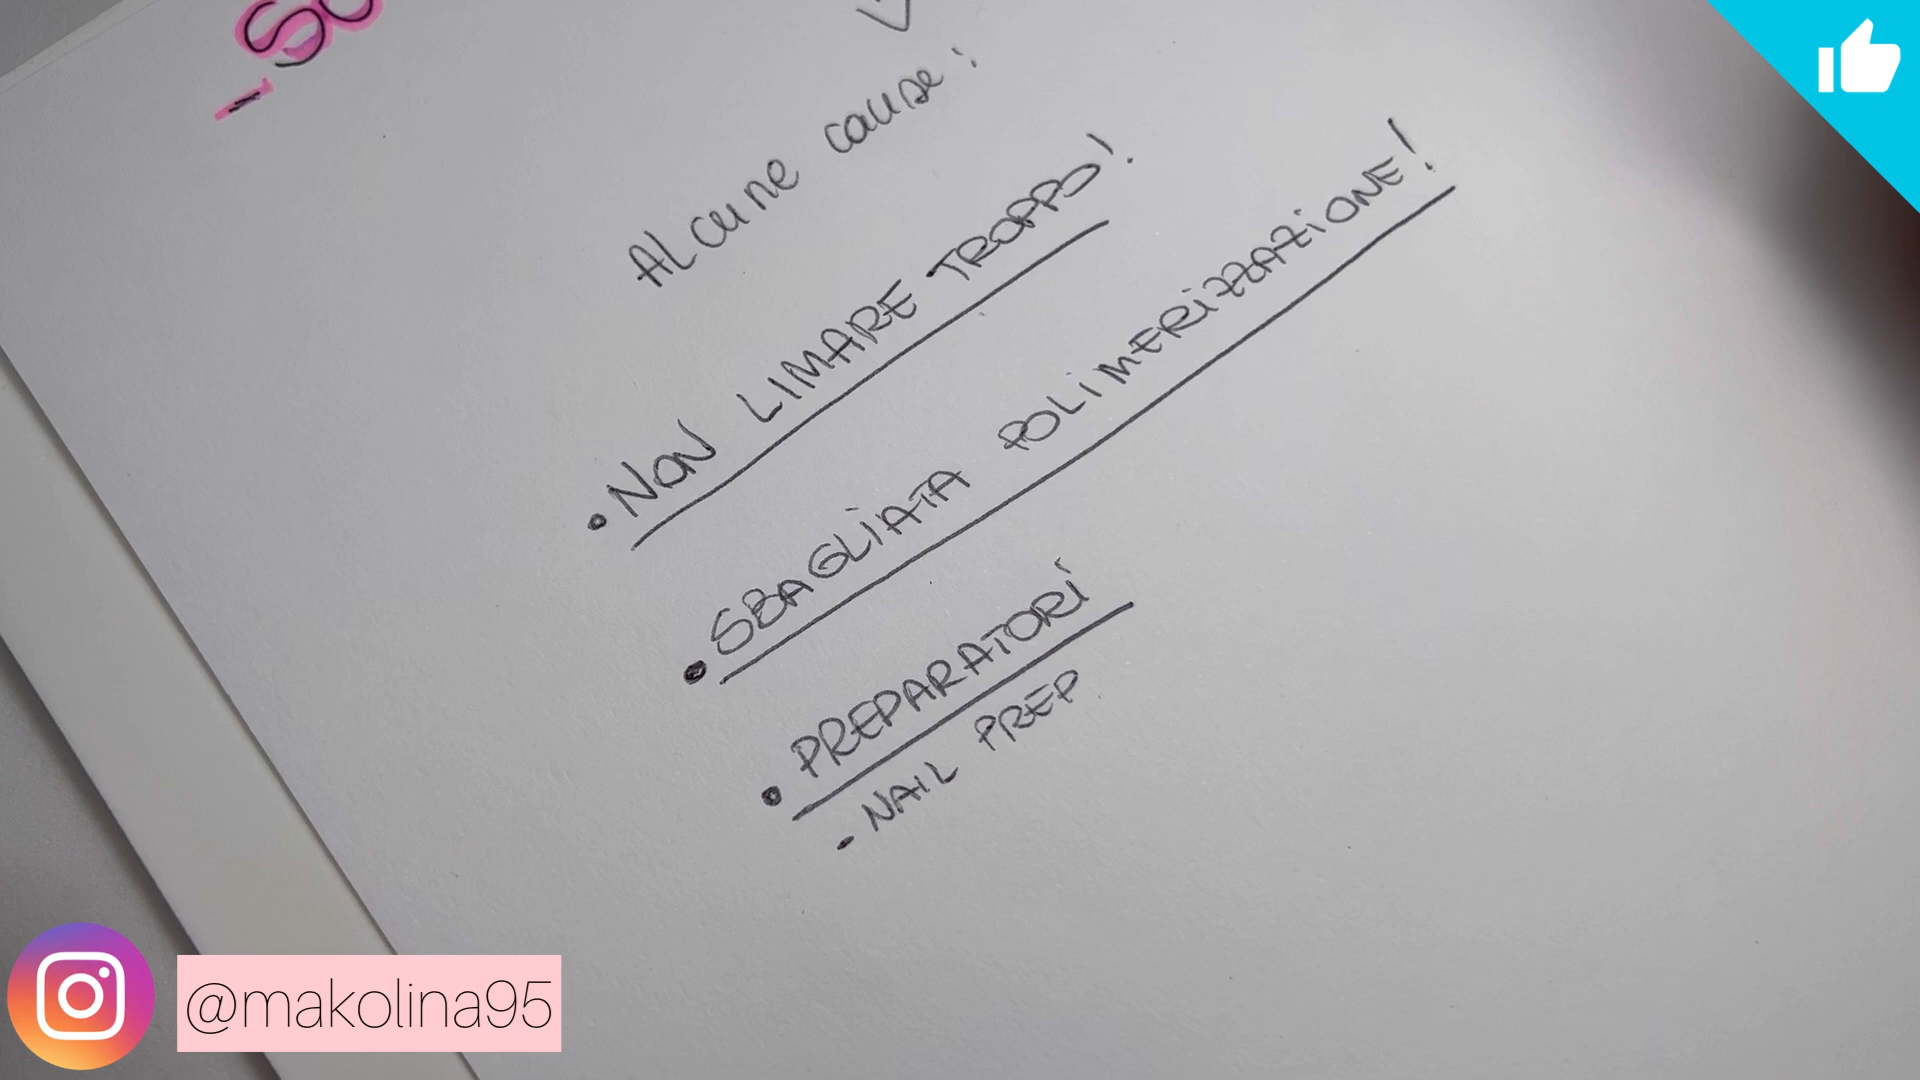 Alcune cause:
• NON LIMARE TROPPO!
• SBAGLIATA POLIMERIZZAZIONE!
• PREPARATORI
- NAIL PREP
@makolina95